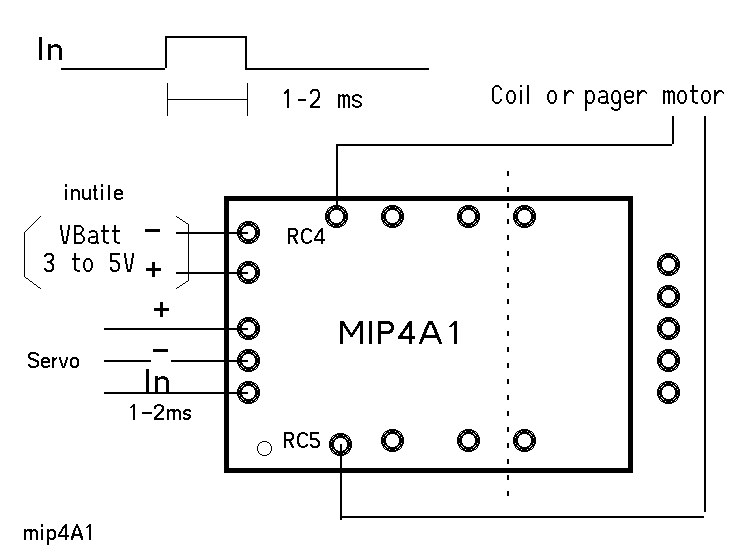 In
1-2 ms
Coil or pager motor
inutile
VBatt -
3 to 5V +
RC4
+
MIP4A1
Servo -
In
1-2ms
RC5
mip4A1